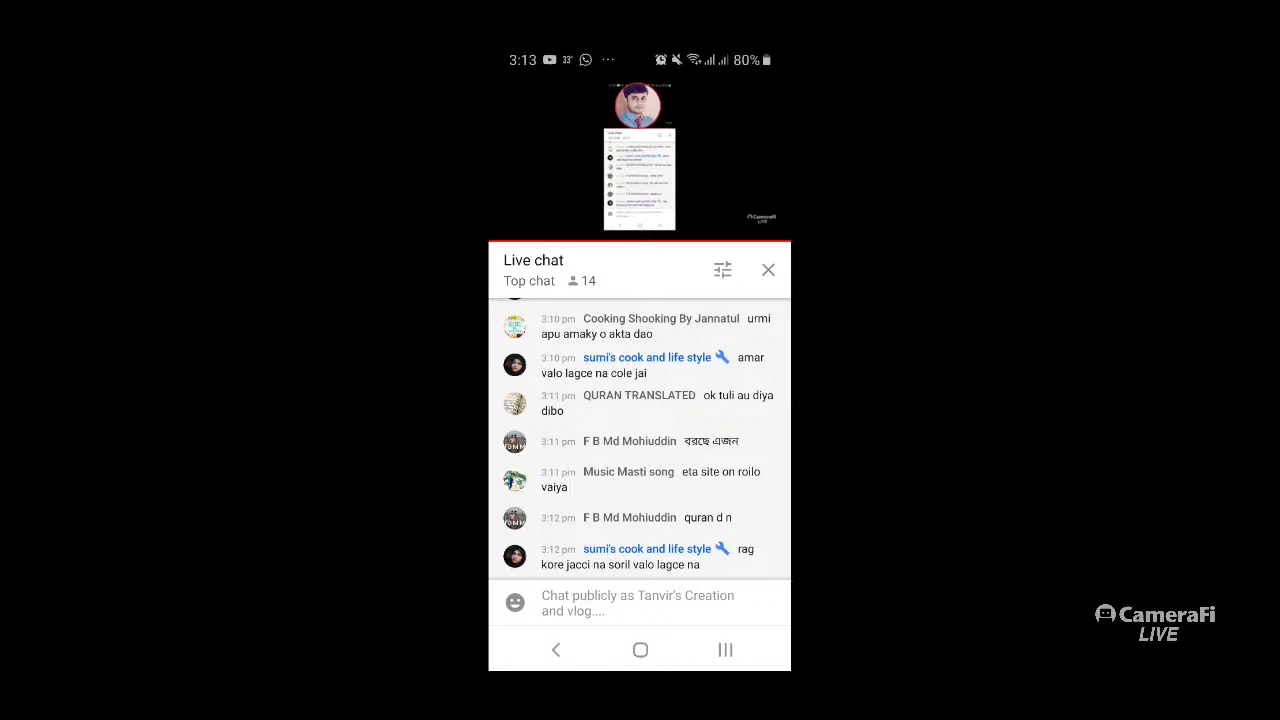 3:13 33° ... 80%
CameraFi
LIVE
Live chat
Top chat 14
3:10 pm Cooking Shooking By Jannatul urmi
apu amaky o akta dao
3:10 pm sumi's cook and life style amar
valo lagce na cole jai
3:11 pm QURAN TRANSLATED ok tuli au diya
dibo
3:11 pm F B Md Mohiuddin বরছে এজন
3:11 pm Music Masti song eta site on roilo
vaiya
3:12 pm F B Md Mohiuddin quran d n
3:12 pm sumi's cook and life style rag
kore jacci na soril valo lagce na
Chat publicly as Tanvir's Creation
and vlog....
CameraFi
LIVE